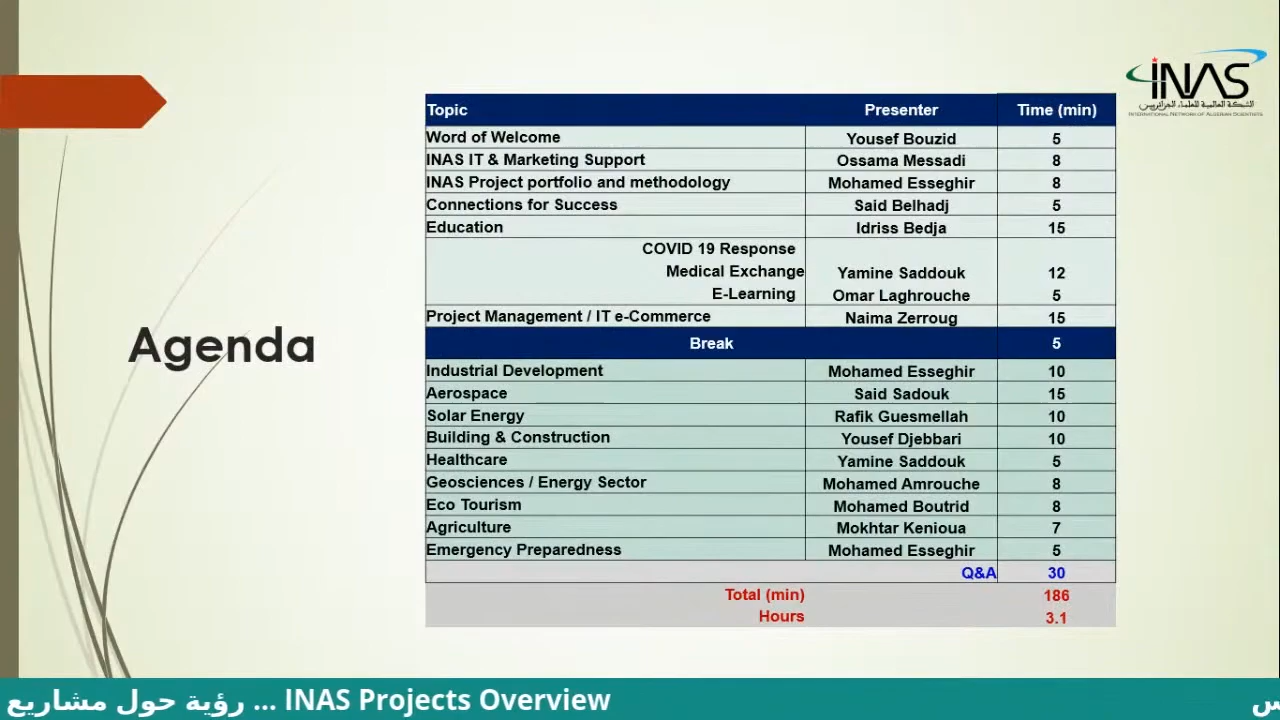 INAS
الشبكة العالمية للعلماء الجزائريين
INTERNATIONAL NETWORK OF ALGERIAN SCIENTISTS
Agenda
Topic Presenter Time (min)
Word of Welcome Yousef Bouzid 5
INAS IT & Marketing Support Ossama Messadi 8
INAS Project portfolio and methodology Mohamed Esseghir 8
Connections for Success Said Belhadj 5
Education Idriss Bedja 15
COVID 19 Response
Medical Exchange Yamine Saddouk 12
E-Learning Omar Laghrouche 5
Project Management / IT e-Commerce Naima Zerroug 15
Break 5
Industrial Development Mohamed Esseghir 10
Aerospace Said Sadouk 15
Solar Energy Rafik Guesmellah 10
Building & Construction Yousef Djebbari 10
Healthcare Yamine Saddouk 5
Geosciences / Energy Sector Mohamed Amrouche 8
Eco Tourism Mohamed Boutrid 8
Agriculture Mokhtar Kenioua 7
Emergency Preparedness Mohamed Esseghir 5
Q&A 30
Total (min) 186
Hours 3.1
رؤية حول مشاريع ... INAS Projects Overview